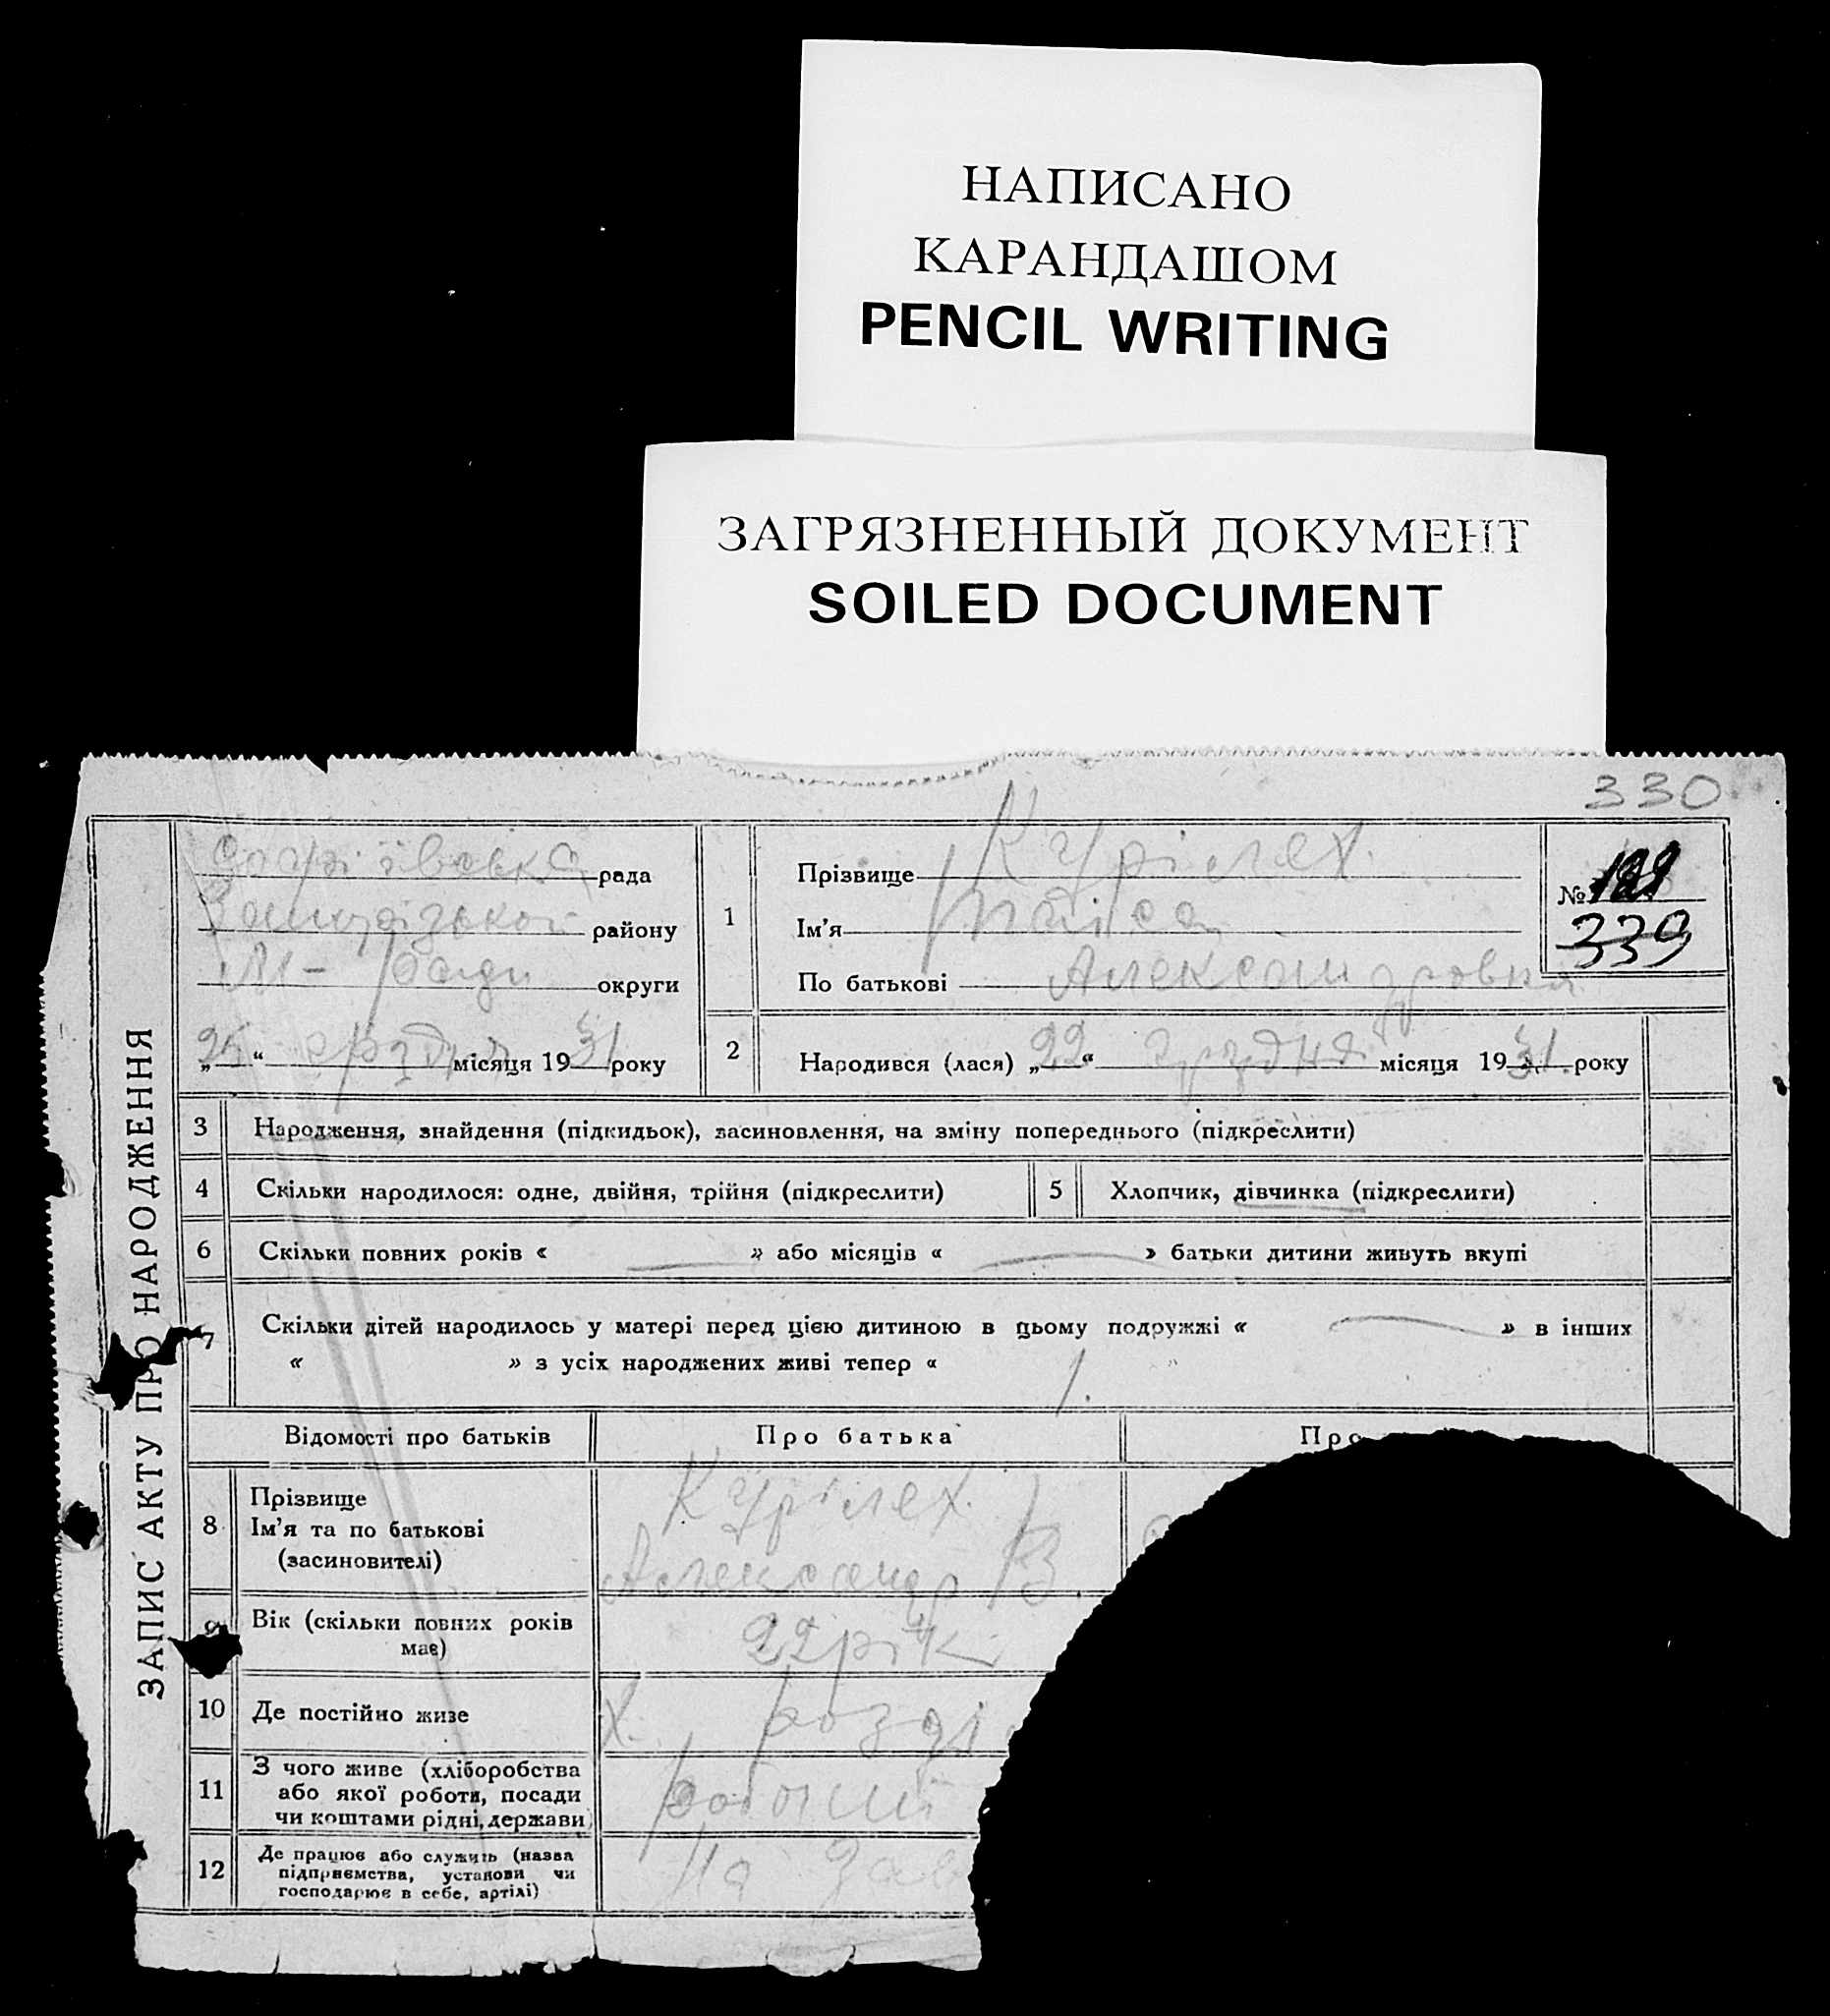 НАПИСАНО
КАРАНДАШОМ
PENCIL WRITING
ЗАГРЯЗНЕННЫЙ ДОКУМЕНТ
SOILED DOCUMENT
330
ЗАПИС АКТУ ПРО НАРОДЖЕННЯ
рада
району
округи
„25“ грудня місяця 1931 року
1
Прізвище Курілех
Ім'я Раіса
По батькові Александровна
№
339
2
Народився (лася) „22“ грудня місяця 1931. року
3 Народження, знайдення (підкидьок), засиновлення, на зміну попереднього (підкреслити)
4 Скільки народилося: одне, двійня, трійня (підкреслити) 5 Хлопчик, дівчинка (підкреслити)
6 Скільки повних років « — » або місяців « — » батьки дитини живуть вкупі
7 Скільки дітей народилось у матері перед цією дитиною в цьому подружжі « — » в інших
« » з усіх народжених живі тепер « 1. »
Відомості про батьків Про батька Про
8 Прізвище
Ім'я та по батькові
(засиновителі)
Курілех
Александр В.
9 Вік (скільки повних років
має)
22
10 Де постійно живе
11 З чого живе (хліборобства
або якої роботи, посади
чи коштами рідні, держави)
12 Де працює або служить (назва
підприємства, установи чи
господарює в себе, артілі)
На зав